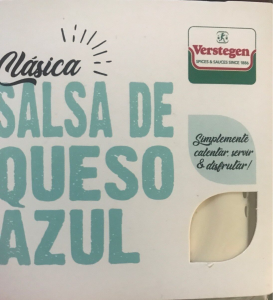 Clásica
SALSA DE
QUESO
AZUL
Verstegen
SPICES & SAUCES SINCE 1886
Simplemente
calentar, servir
& disfrutar!